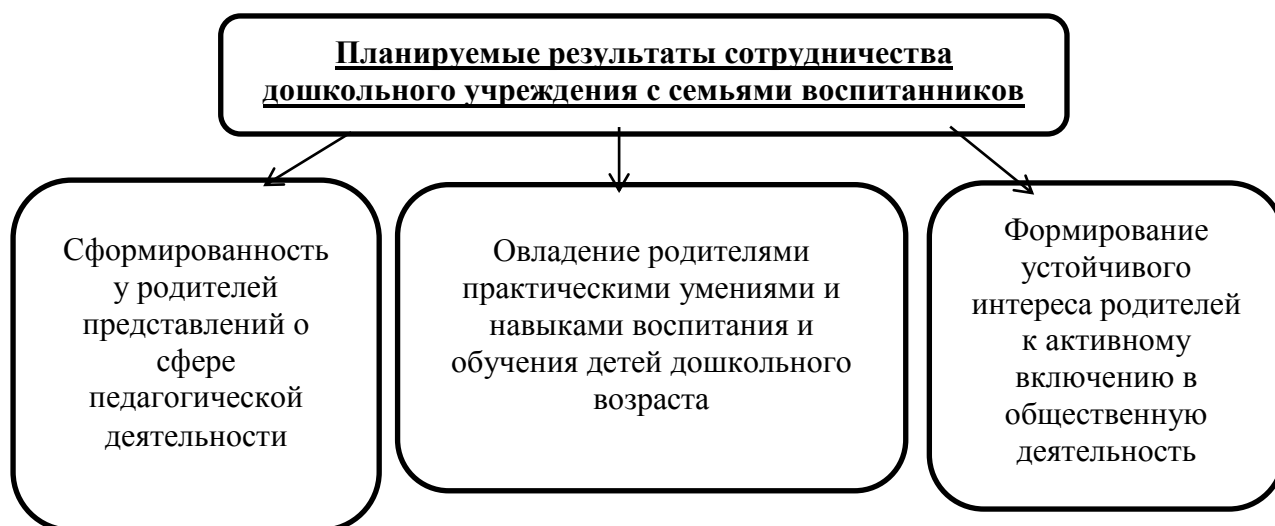 Планируемые результаты сотрудничества
дошкольного учреждения с семьями воспитанников
Сформированность
у родителей
представлений о
сфере
педагогической
деятельности
Овладение родителями
практическими умениями и
навыками воспитания и
обучения детей дошкольного
возраста
Формирование
устойчивого
интереса родителей
к активному
включению в
общественную
деятельность